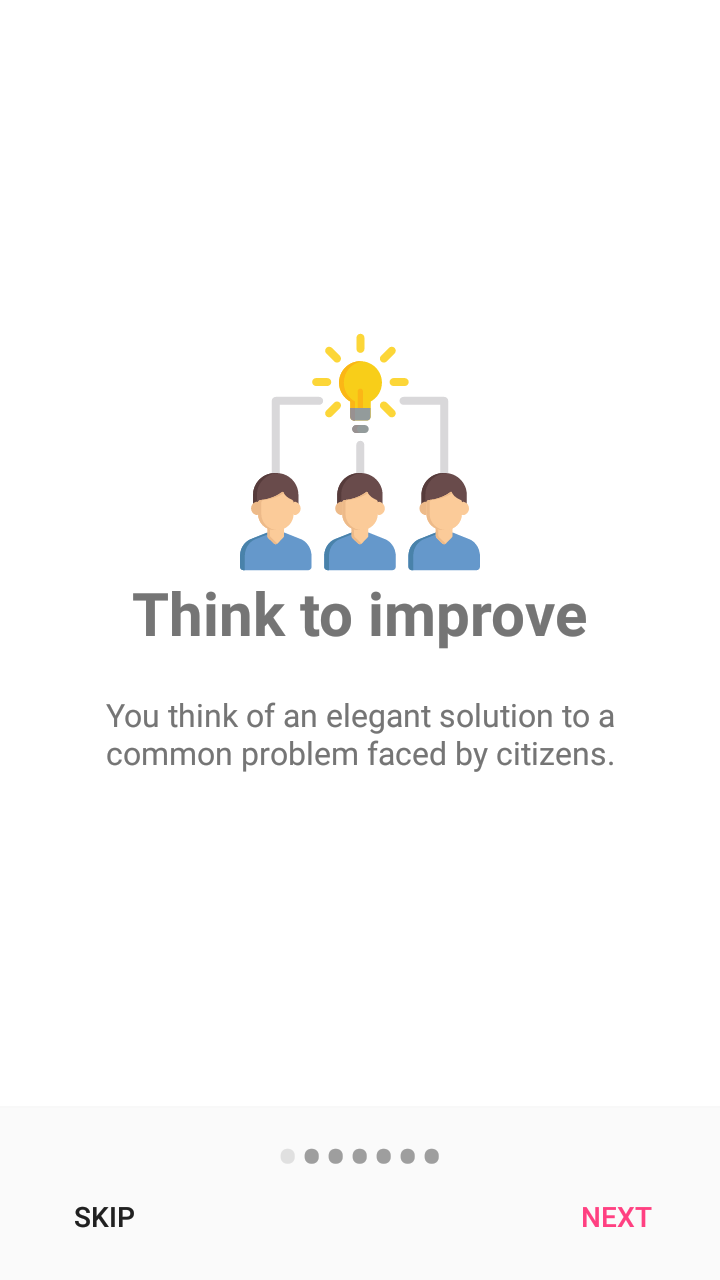 Think to improve
You think of an elegant solution to a
common problem faced by citizens.
SKIP
NEXT